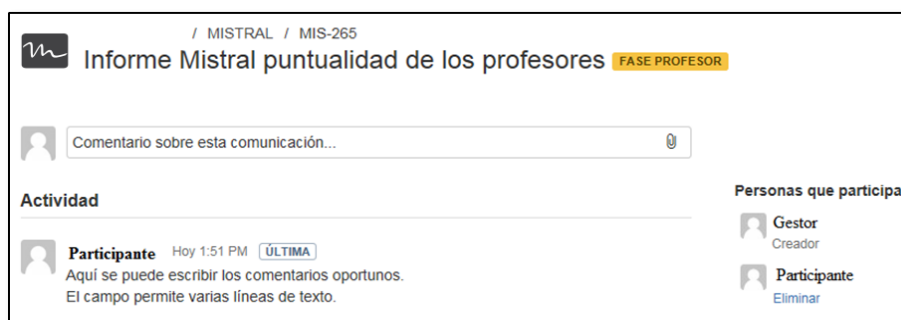 / MISTRAL / MIS-265
Informe Mistral puntualidad de los profesores FASE PROFESOR
Comentario sobre esta comunicación...
Actividad
Participante Hoy 1:51 PM ÚLTIMA
Aquí se puede escribir los comentarios oportunos.
El campo permite varias líneas de texto.
Personas que participa
Gestor
Creador
Participante
Eliminar